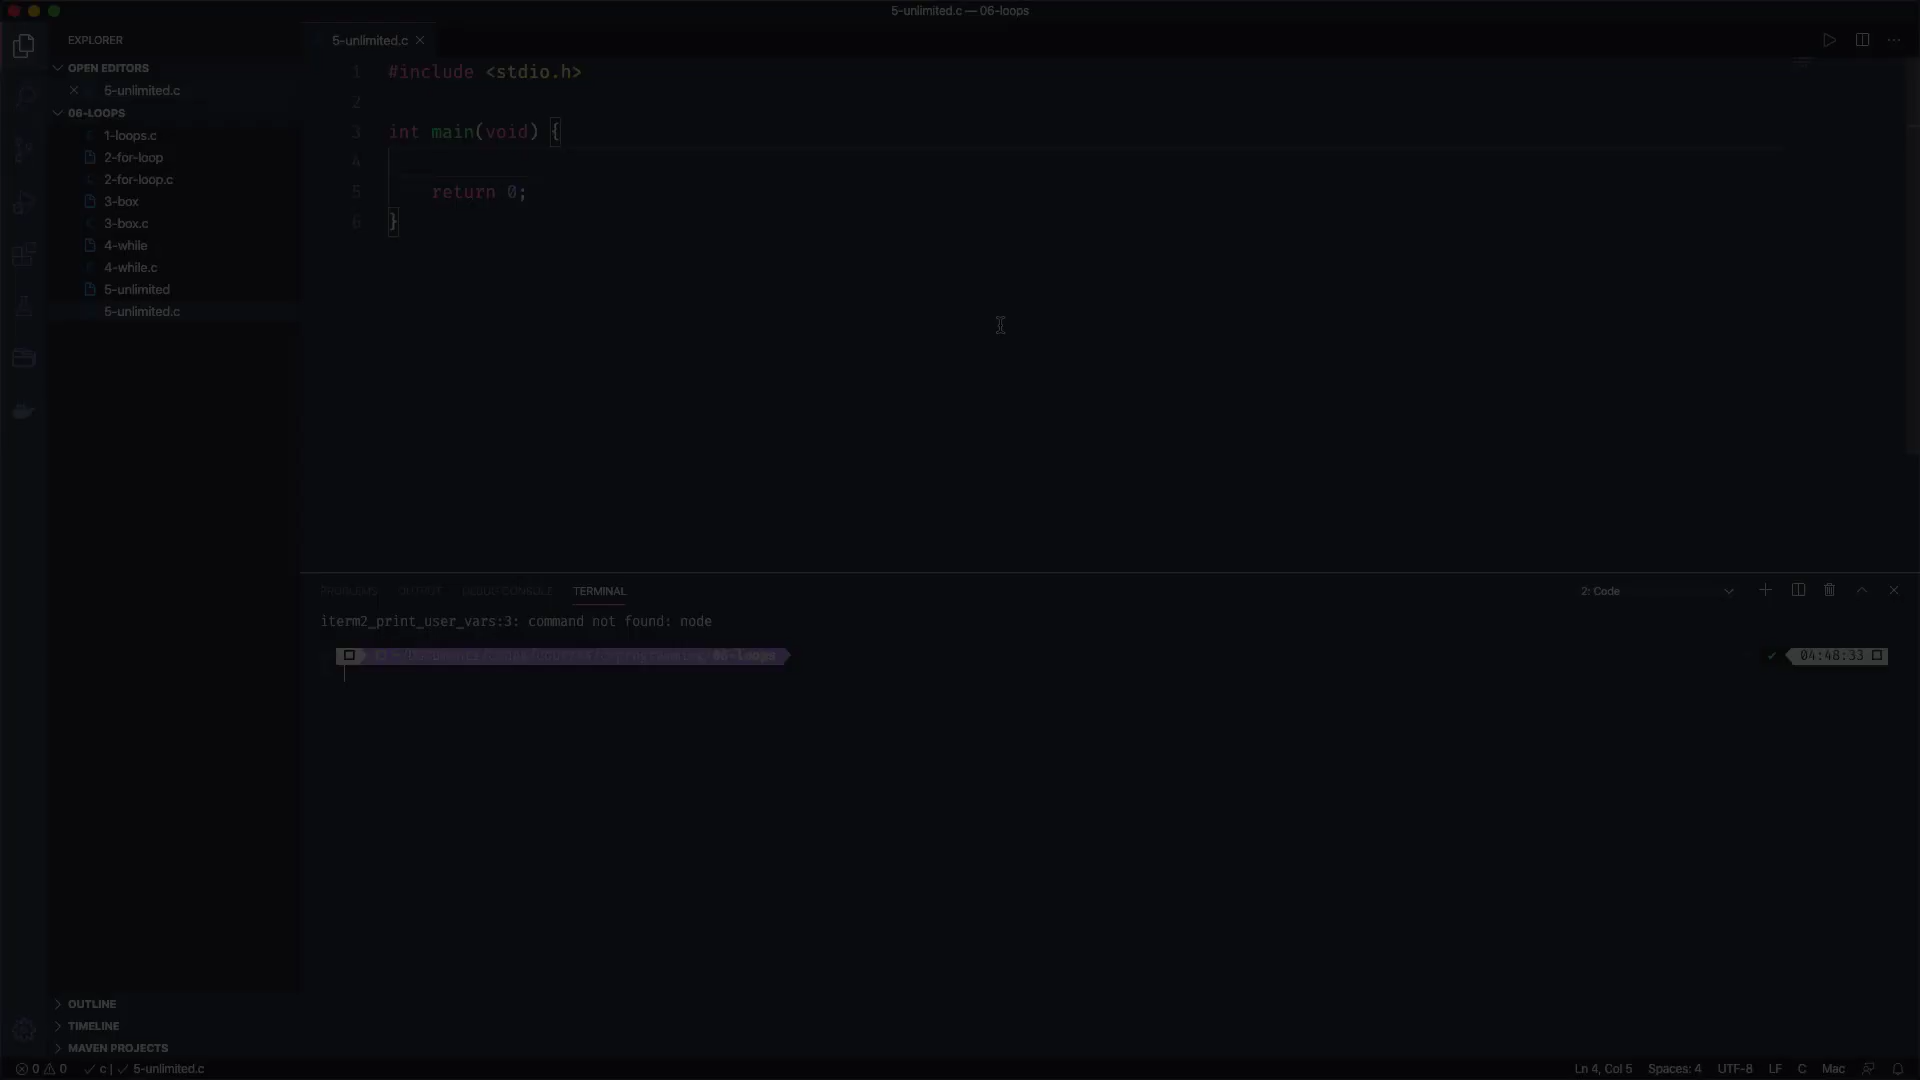 5-unlimited.c — 06-loops
EXPLORER
OPEN EDITORS
5-unlimited.c
06-LOOPS
1-loops.c
2-for-loop
2-for-loop.c
3-box
3-box.c
4-while
4-while.c
5-unlimited
5-unlimited.c
OUTLINE
TIMELINE
MAVEN PROJECTS
5-unlimited.c
1 #include <stdio.h>
2
3 int main(void) {
4
5 return 0;
6 }
PROBLEMS OUTPUT DEBUG CONSOLE TERMINAL
2: Code
iterm2_print_user_vars:3: command not found: node
06-loops
04:48:33
0 0 c | 5-unlimited.c
Ln 4, Col 5 Spaces: 4 UTF-8 LF C Mac